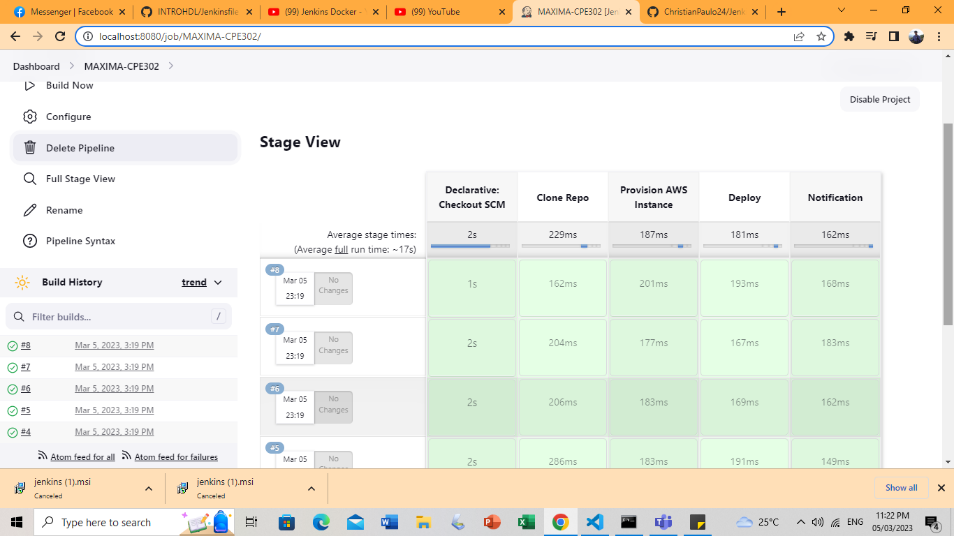 Messenger | Facebook
INTROHDL/Jenkinsfile
(99) Jenkins Docker -
(99) YouTube
MAXIMA-CPE302 [Jen
ChristianPaulo24/Jenk
localhost:8080/job/MAXIMA-CPE302/
Dashboard
MAXIMA-CPE302
Build Now
Disable Project
Configure
Delete Pipeline
Full Stage View
Rename
Pipeline Syntax
Build History
trend
Filter builds...
/
#8 Mar 5, 2023, 3:19 PM
#7 Mar 5, 2023, 3:19 PM
#6 Mar 5, 2023, 3:19 PM
#5 Mar 5, 2023, 3:19 PM
#4 Mar 5, 2023, 3:19 PM
Atom feed for all
Atom feed for failures
Stage View
Declarative:
Checkout SCM
Clone Repo
Provision AWS
Instance
Deploy
Notification
Average stage times:
(Average full run time: ~17s)
2s 229ms 187ms 181ms 162ms
#8
Mar 05
23:19
No
Changes
1s 162ms 201ms 193ms 168ms
#7
Mar 05
23:19
No
Changes
2s 204ms 177ms 167ms 183ms
#6
Mar 05
23:19
No
Changes
2s 206ms 183ms 169ms 162ms
#5
Mar 05
No
2s 286ms 183ms 191ms 149ms
jenkins (1).msi
Canceled
jenkins (1).msi
Canceled
Show all
Type here to search
25°C
ENG
11:22 PM
05/03/2023
4